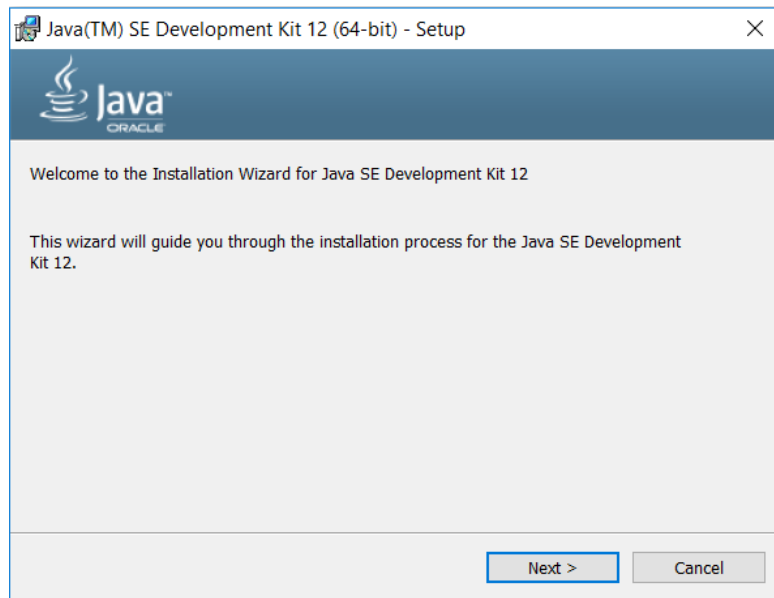 Java(TM) SE Development Kit 12 (64-bit) - Setup
Java™
ORACLE
Welcome to the Installation Wizard for Java SE Development Kit 12
This wizard will guide you through the installation process for the Java SE Development
Kit 12.
Next >
Cancel